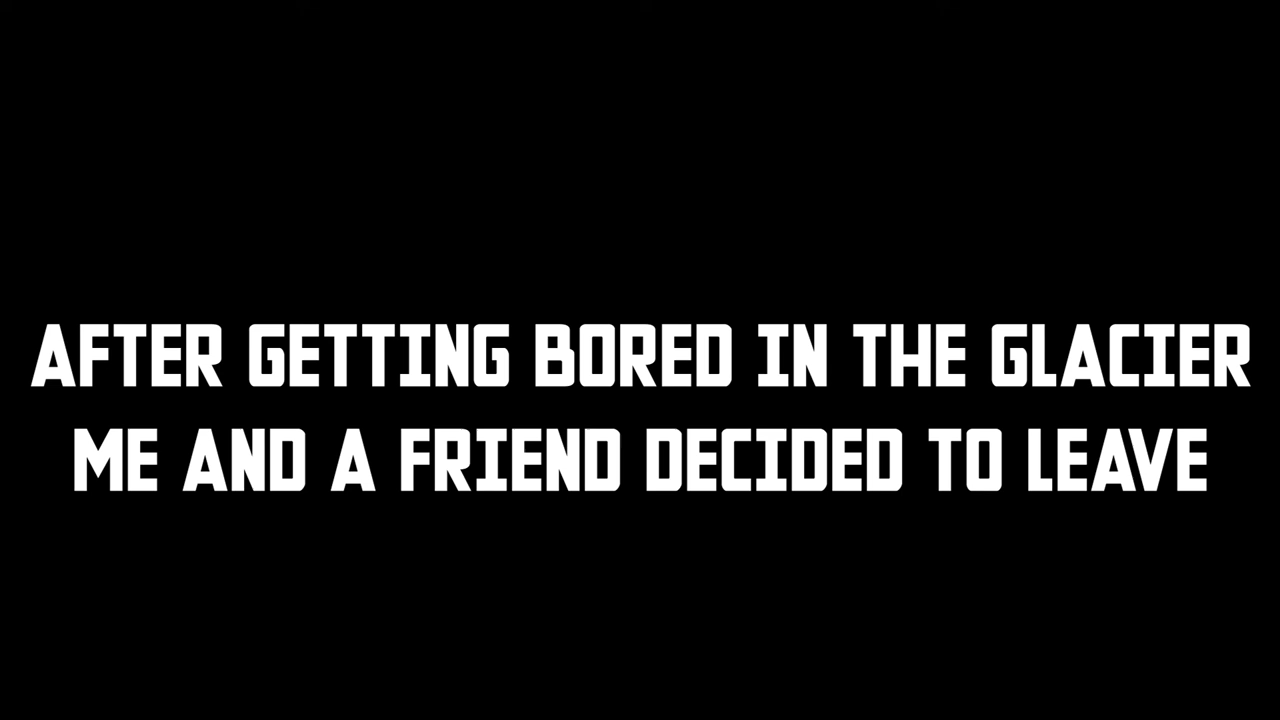 AFTER GETTING BORED IN THE GLACIER
ME AND A FRIEND DECIDED TO LEAVE